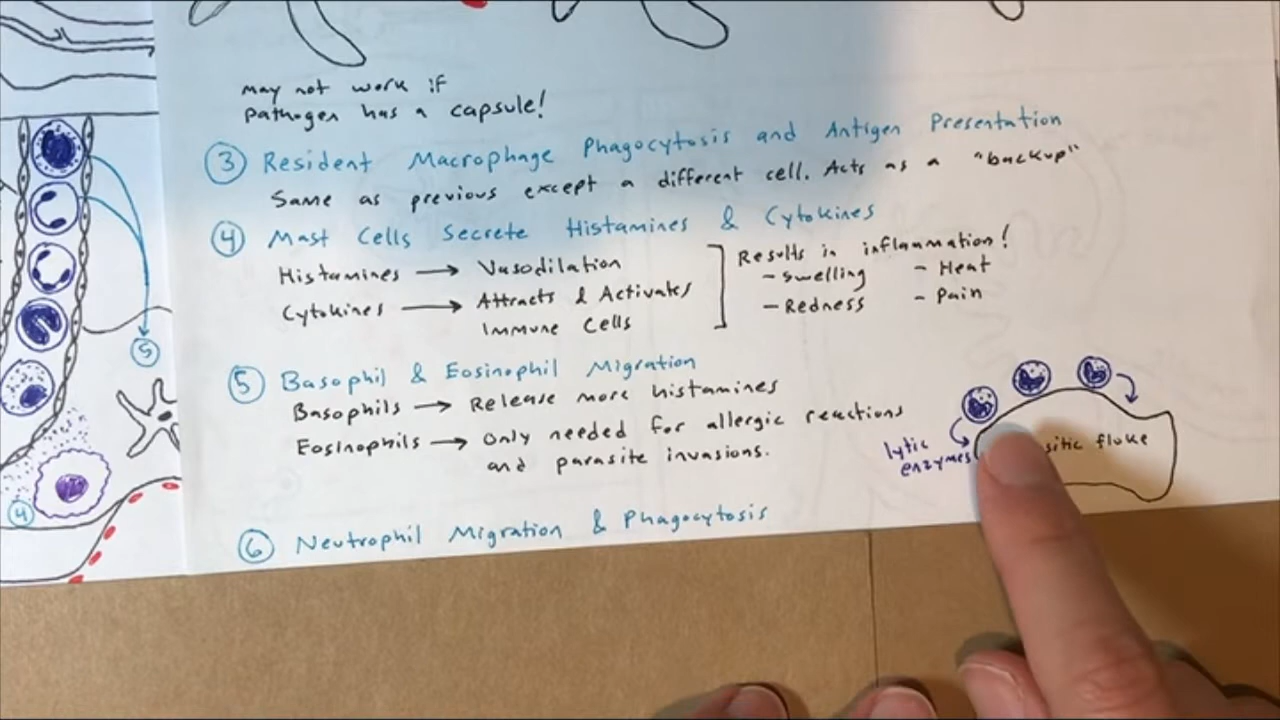 may not work if
pathogen has a capsule!
3 Resident Macrophage Phagocytosis and Antigen Presentation
Same as previous except a different cell. Acts as a "backup"
4 Mast Cells Secrete Histamines & Cytokines
Histamines → Vasodilation
Cytokines → Attracts & Activates
Immune Cells
Results in inflammation!
- Swelling - Heat
- Redness - Pain
5
5 Basophil & Eosinophil Migration
Basophils → Release more histamines
Eosinophils → only needed for allergic reactions
and parasite invasions.
lytic
enzymes
sitic fluke
4
6 Neutrophil Migration & Phagocytosis